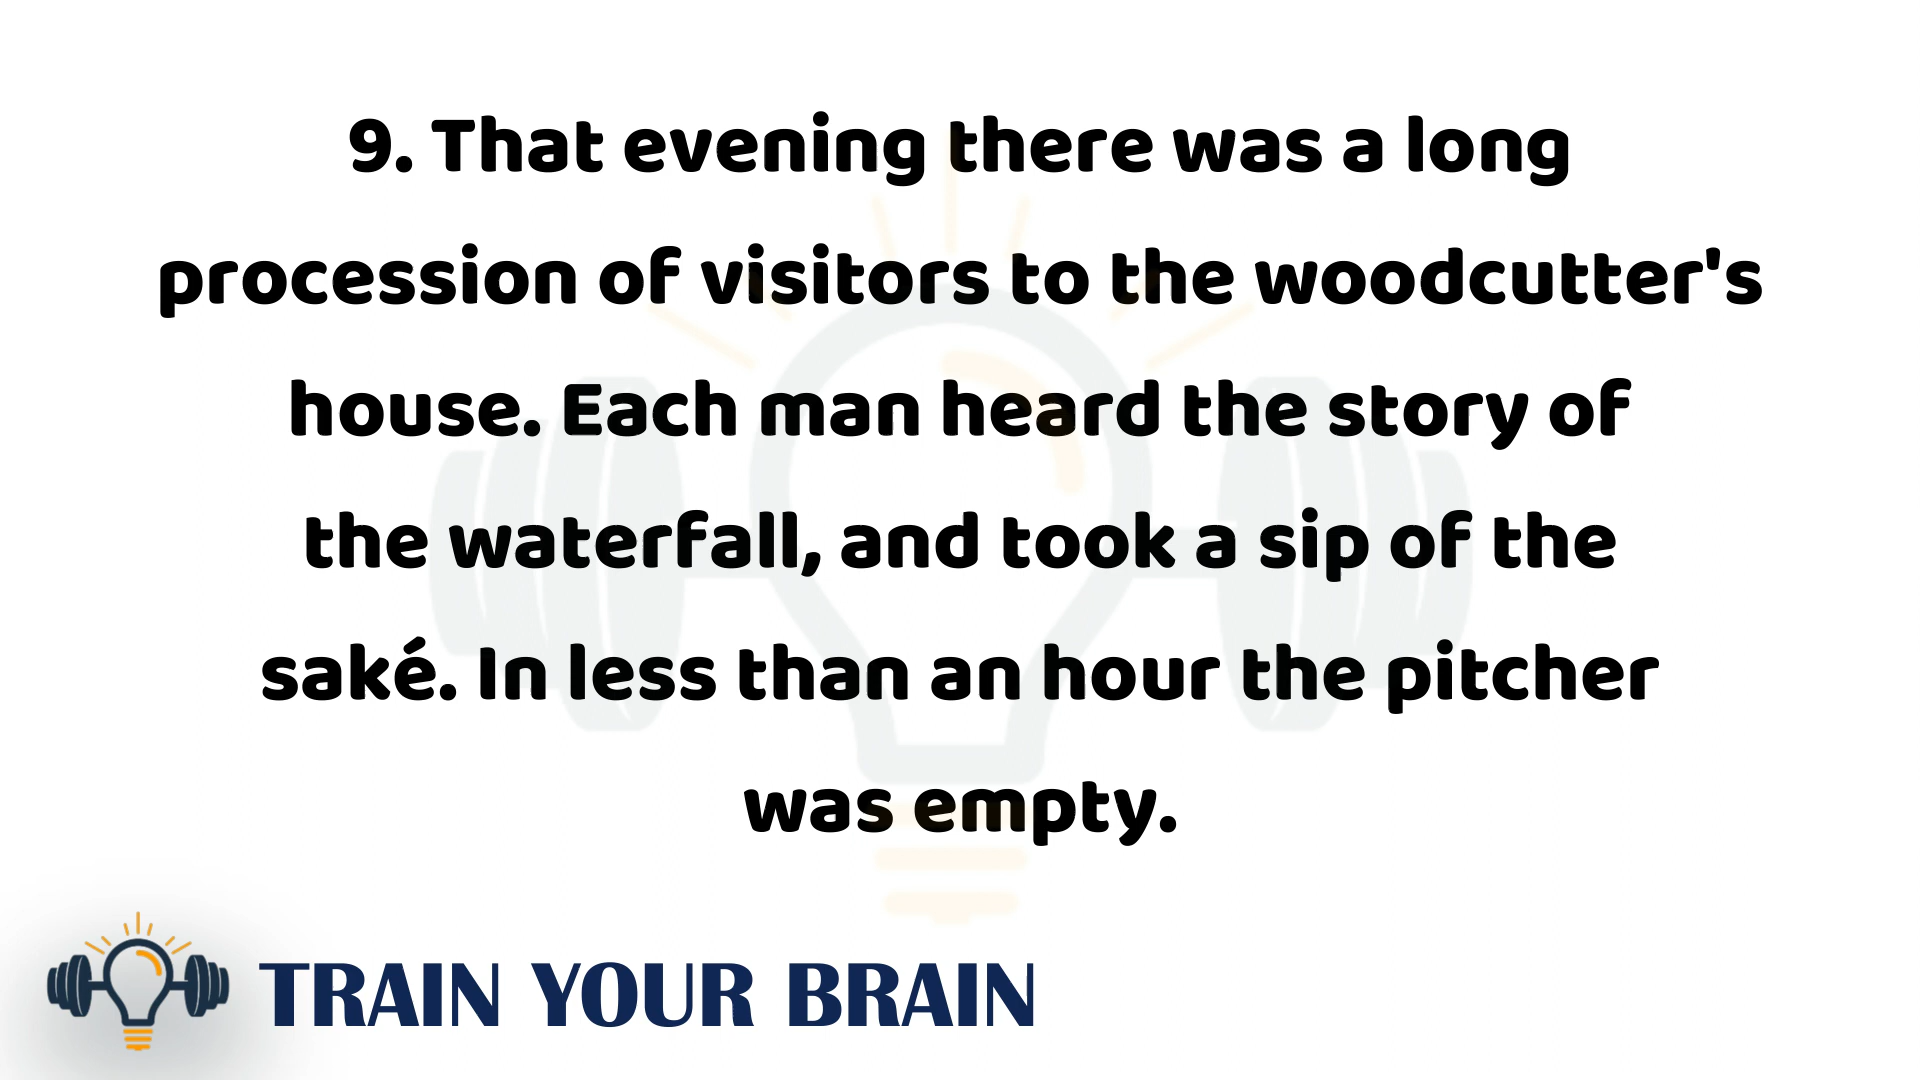 9. That evening there was a long
procession of visitors to the woodcutter's
house. Each man heard the story of
the waterfall, and took a sip of the
saké. In less than an hour the pitcher
was empty.
TRAIN YOUR BRAIN